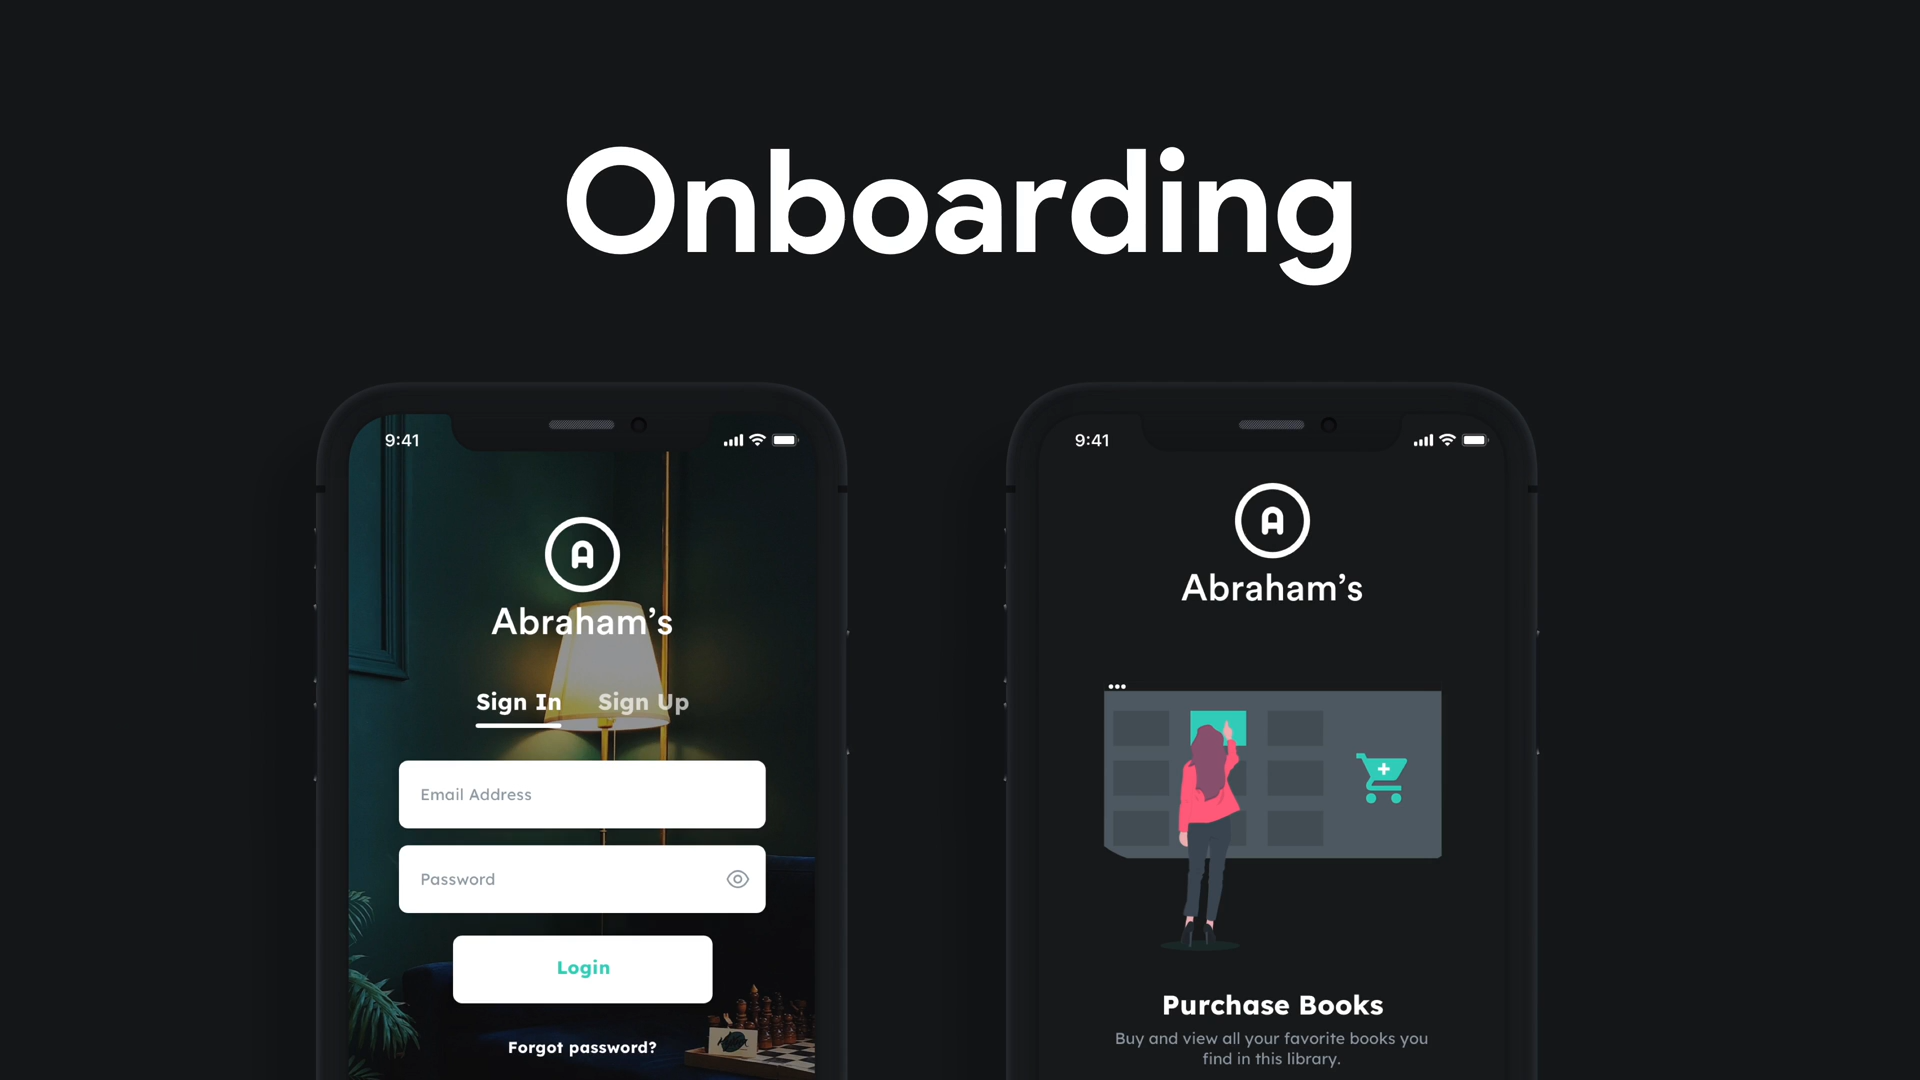 Onboarding
9:41
A
Abraham’s
Sign In
Sign Up
Email Address
Password
Login
Forgot password?
9:41
A
Abraham’s
Purchase Books
Buy and view all your favorite books you
find in this library.